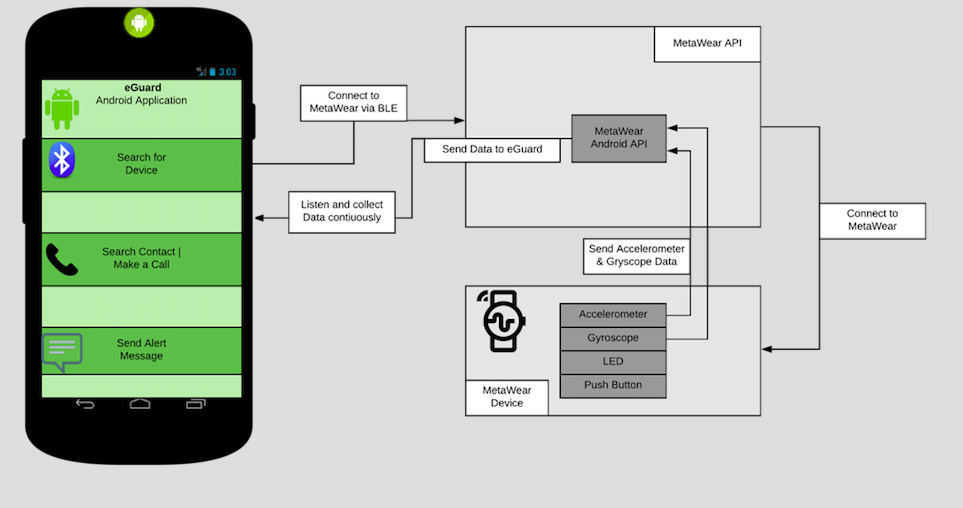 3:03
eGuard
Android Application
Search for
Device
Search Contact |
Make a Call
Send Alert
Message
Connect to
MetaWear via BLE
Send Data to eGuard
Listen and collect
Data contiuously
MetaWear API
MetaWear
Android API
Connect to
MetaWear
Send Accelerometer
& Gryscope Data
Accelerometer
Gyroscope
LED
Push Button
MetaWear
Device